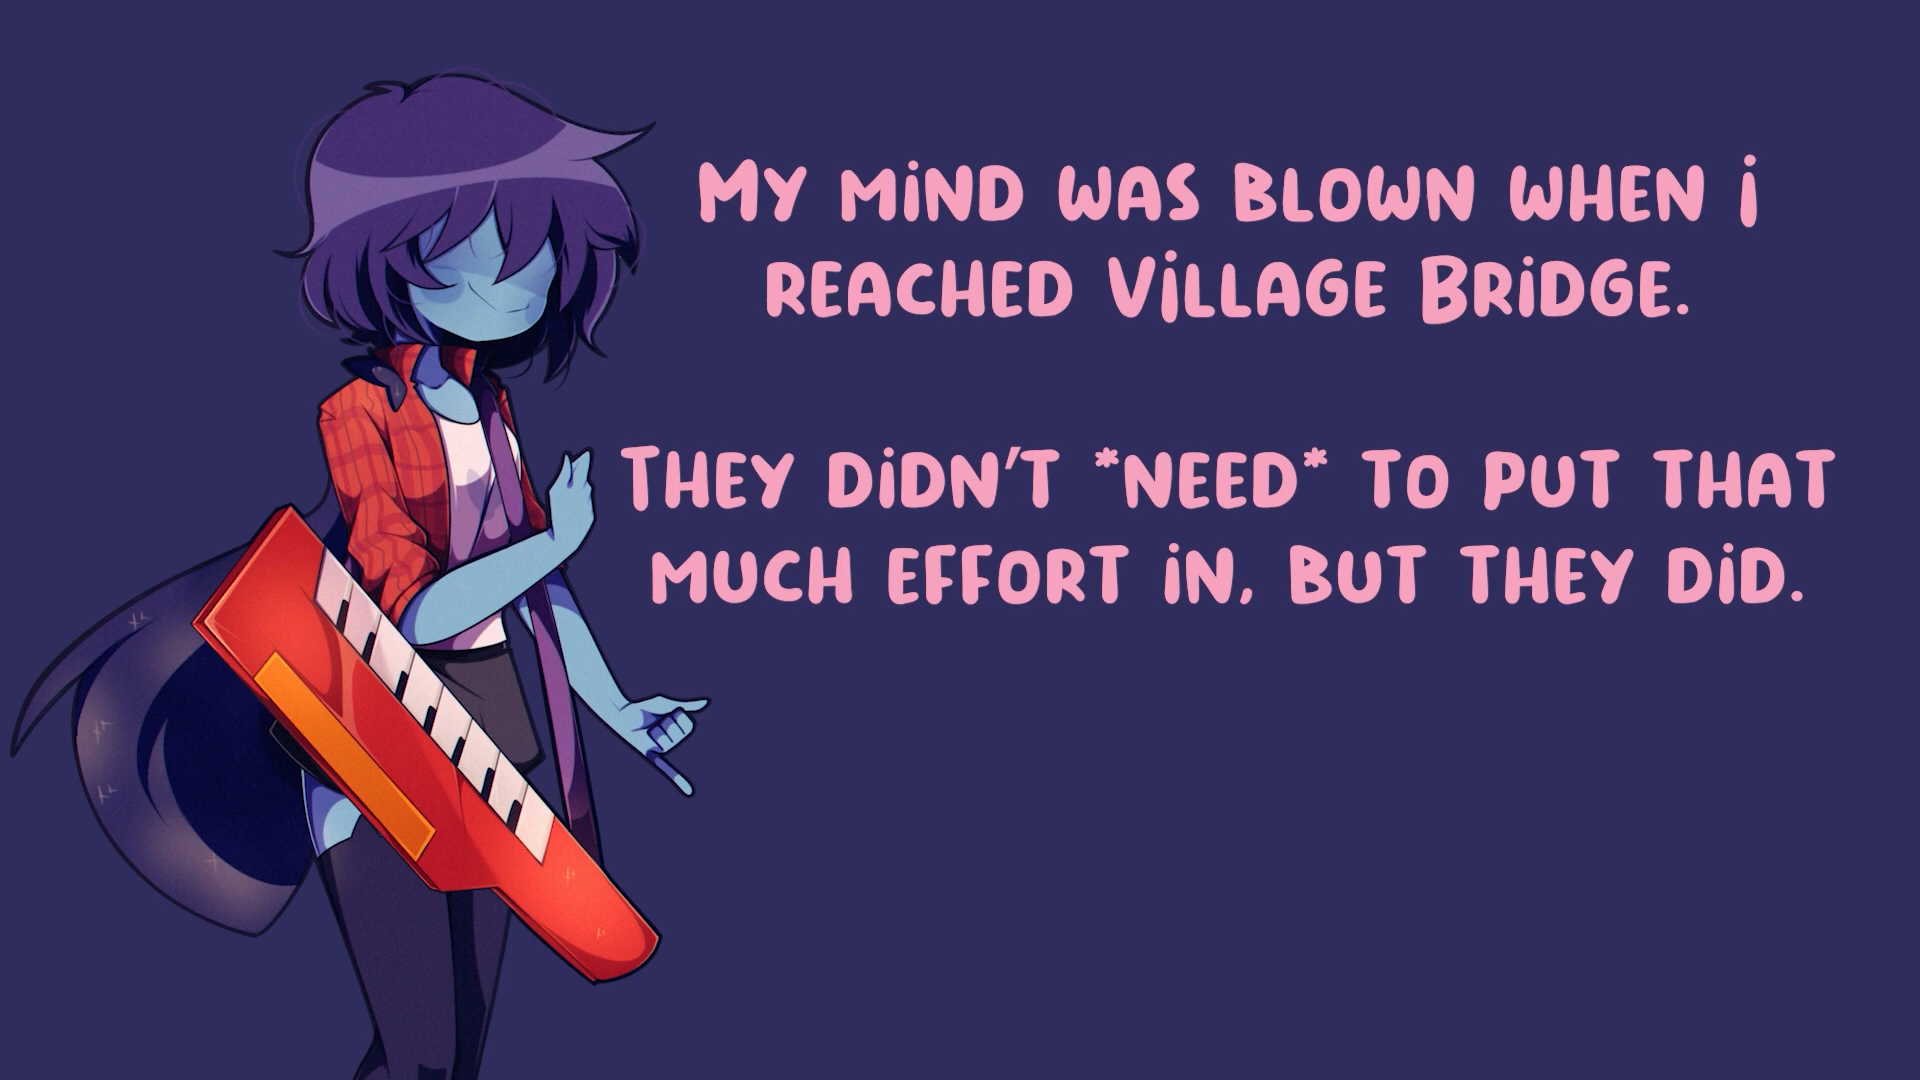 My mind was blown when i
reached Village Bridge.
They didn't *need* to put that
much effort in, but they did.